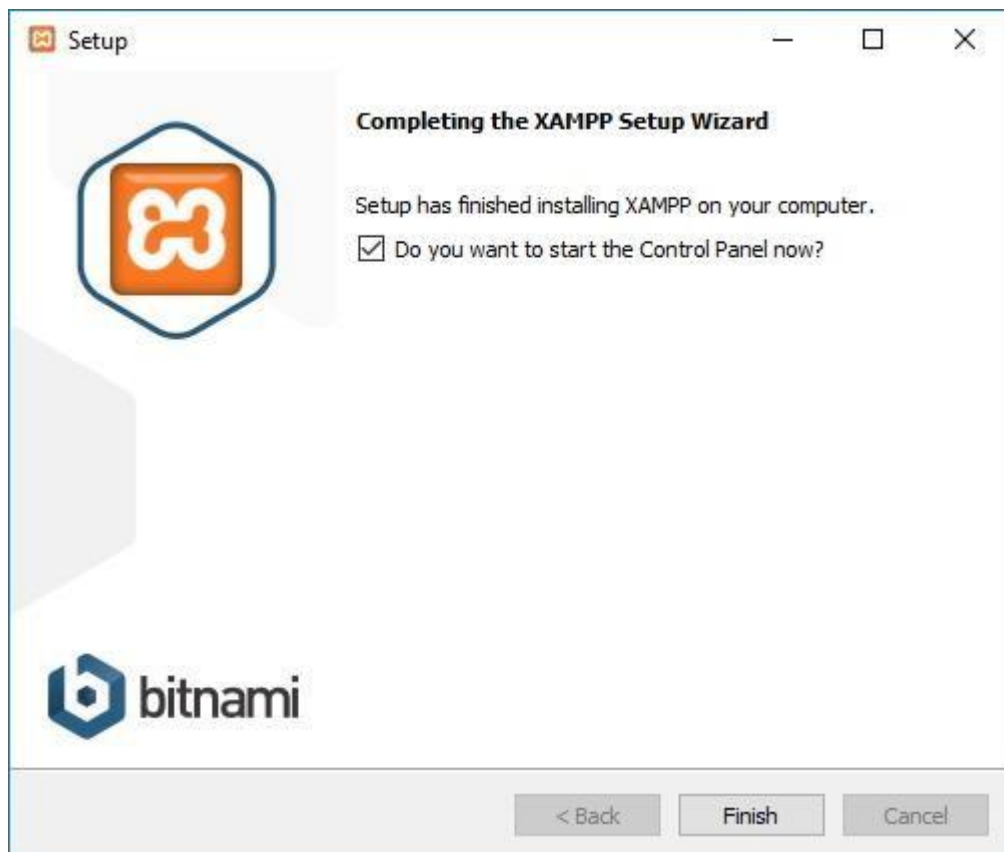 Setup
Completing the XAMPP Setup Wizard
Setup has finished installing XAMPP on your computer.
Do you want to start the Control Panel now?
bitnami
< Back
Finish
Cancel